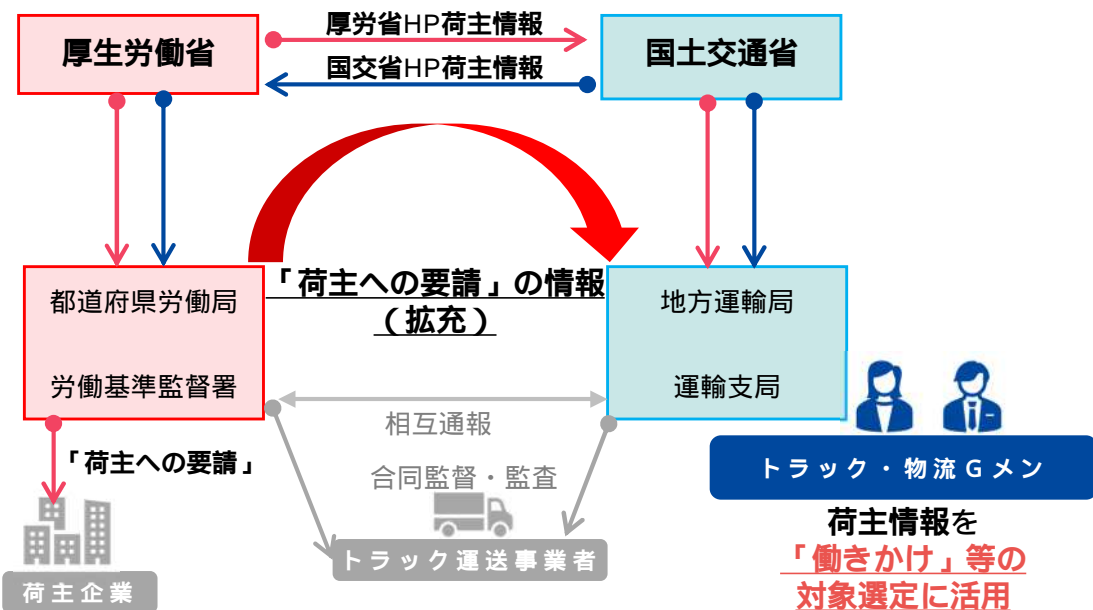 厚生労働省
厚労省HP荷主情報
国交省HP荷主情報
国土交通省
「荷主への要請」の情報
（拡充）
都道府県労働局
労働基準監督署
地方運輸局
運輸支局
相互通報
合同監督・監査
「荷主への要請」
荷主企業
トラック運送事業者
トラック・物流Gメン
荷主情報を
「働きかけ」等の
対象選定に活用